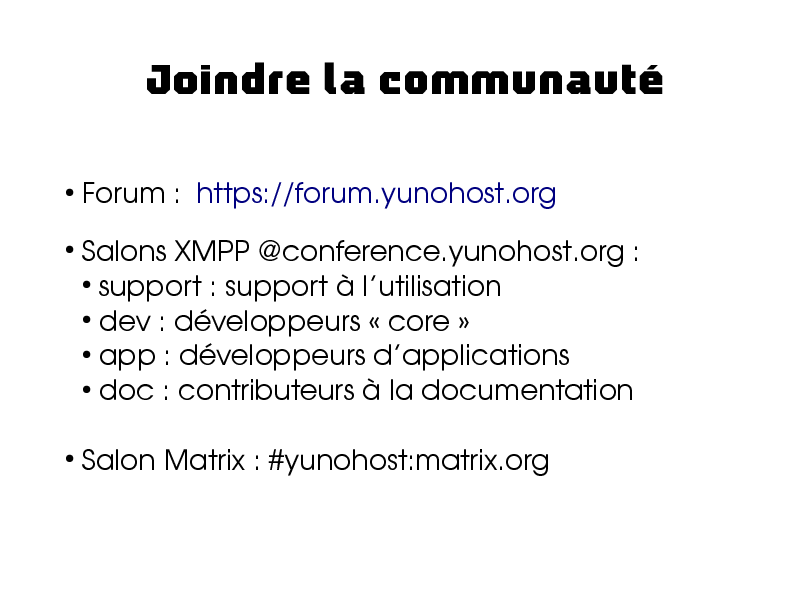 Joindre la communauté
• Forum :  https://forum.yunohost.org
• Salons XMPP @conference.yunohost.org :
• support : support à l’utilisation
• dev : développeurs « core »
• app : développeurs d’applications
• doc : contributeurs à la documentation
• Salon Matrix : #yunohost:matrix.org